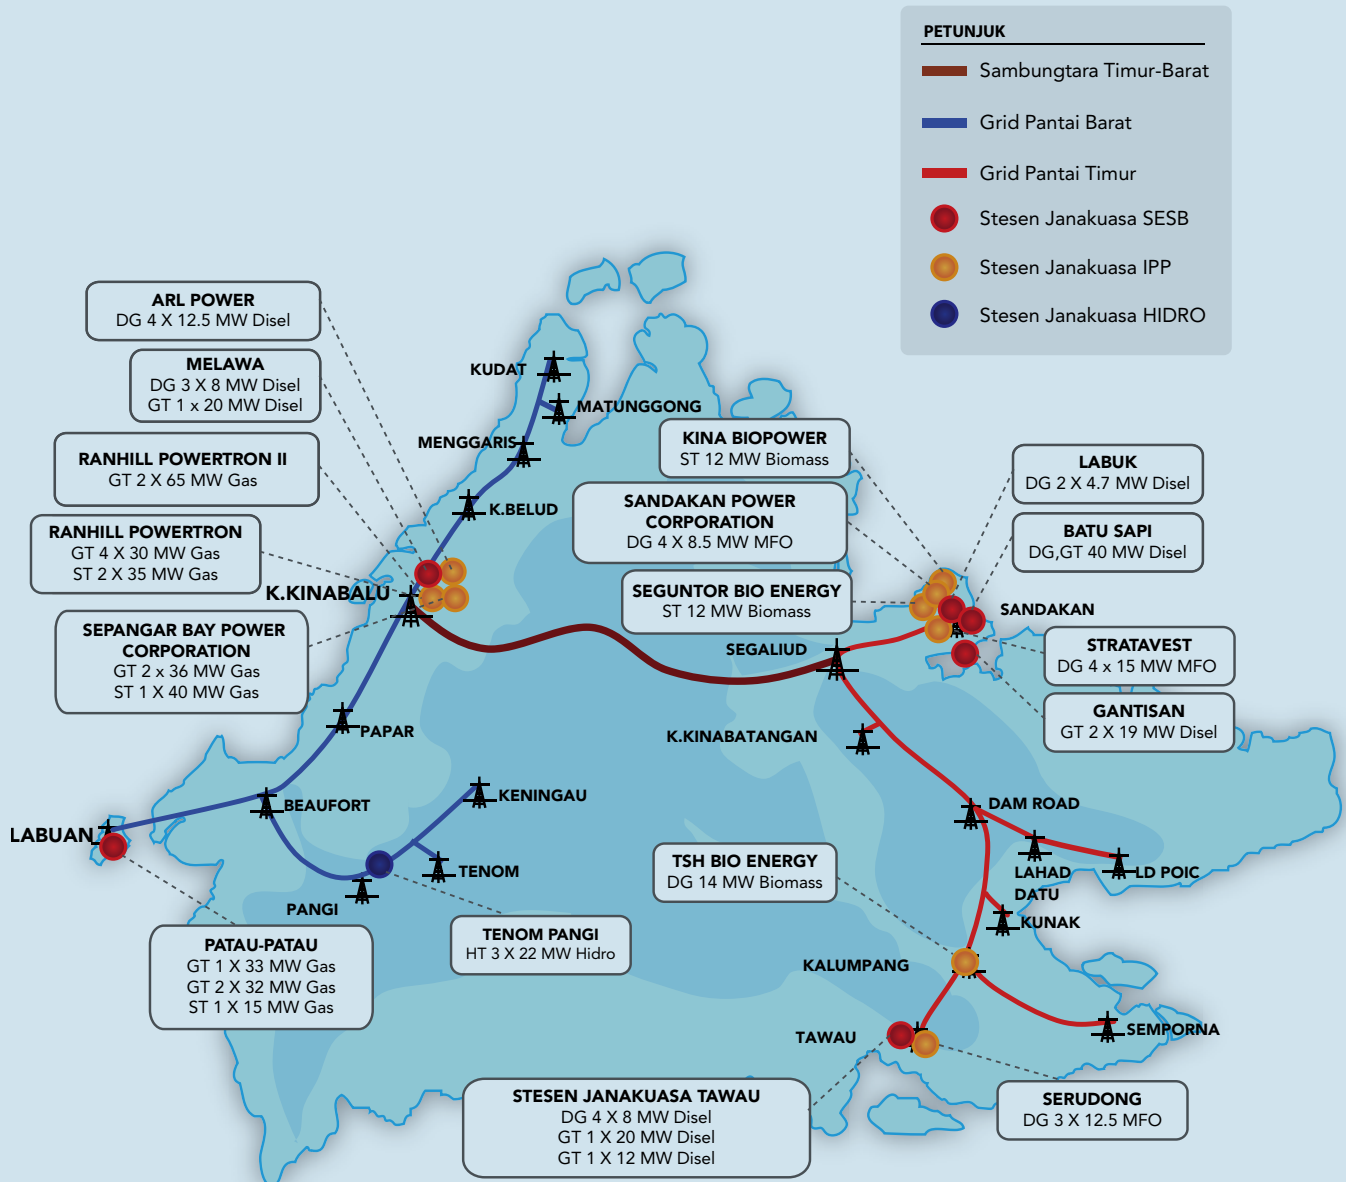 PETUNJUK
Sambungtara Timur-Barat
Grid Pantai Barat
Grid Pantai Timur
Stesen Janakuasa SESB
Stesen Janakuasa IPP
Stesen Janakuasa HIDRO
ARL POWER
DG 4 X 12.5 MW Disel
MELAWA
DG 3 X 8 MW Disel
GT 1 x 20 MW Disel
RANHILL POWERTRON II
GT 2 X 65 MW Gas
RANHILL POWERTRON
GT 4 X 30 MW Gas
ST 2 X 35 MW Gas
SEPANGAR BAY POWER
CORPORATION
GT 2 x 36 MW Gas
ST 1 X 40 MW Gas
KUDAT
MATUNGGONG
MENGGARIS
K.BELUD
K.KINABALU
PAPAR
BEAUFORT
LABUAN
KENINGAU
TENOM
PANGI
PATAU-PATAU
GT 1 X 33 MW Gas
GT 2 X 32 MW Gas
ST 1 X 15 MW Gas
TENOM PANGI
HT 3 X 22 MW Hidro
KINA BIOPOWER
ST 12 MW Biomass
SANDAKAN POWER
CORPORATION
DG 4 X 8.5 MW MFO
SEGUNTOR BIO ENERGY
ST 12 MW Biomass
LABUK
DG 2 X 4.7 MW Disel
BATU SAPI
DG,GT 40 MW Disel
SANDAKAN
STRATAVEST
DG 4 x 15 MW MFO
GANTISAN
GT 2 X 19 MW Disel
SEGALIUD
K.KINABATANGAN
DAM ROAD
LAHAD
DATU
LD POIC
KUNAK
TSH BIO ENERGY
DG 14 MW Biomass
KALUMPANG
TAWAU
SEMPORNA
STESEN JANAKUASA TAWAU
DG 4 X 8 MW Disel
GT 1 X 20 MW Disel
GT 1 X 12 MW Disel
SERUDONG
DG 3 X 12.5 MFO